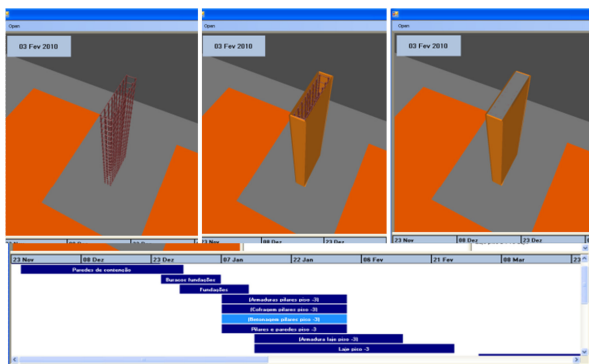 Open
Open
Open
03 Fev 2010
03 Fev 2010
03 Fev 2010
08 Dez
23 Dez
08 Dez
23 Dez
23 Nov
08 Dez
23 Dez
23 Nov 08 Dez 23 Dez 07 Jan 22 Jan 06 Fev 21 Fev 08 Mar 23
Paredes de contenção
Buracos fundações
Fundações
(Armaduras pilares piso -3)
(Cofragem pilares piso -3)
(Betonagem pilares piso -3)
Pilares e paredes piso -3
(Armadura laje piso -3)
Laje piso -3